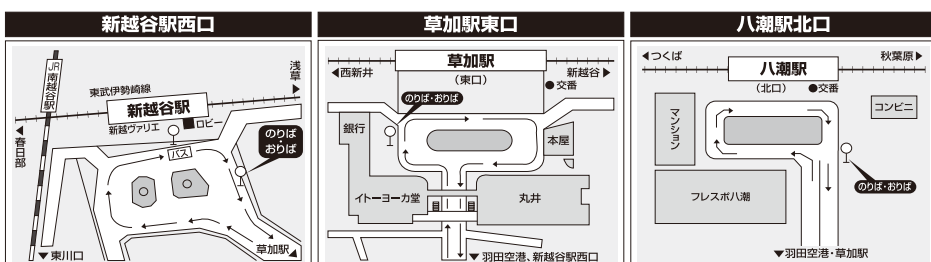 新越谷駅西口
JR南越谷駅
東武伊勢崎線
浅草
新越谷駅
新越ヴァリエ
ロビー
春日部
バス
のりば
おりば
草加駅
東川口
草加駅東口
西新井
草加駅
(東口)
新越谷
交番
のりば・おりば
銀行
本屋
イトーヨーカ堂
丸井
羽田空港、新越谷駅西口
八潮駅北口
つくば
秋葉原
八潮駅
(北口)
交番
マンション
コンビニ
のりば・おりば
フレスポ八潮
羽田空港・草加駅